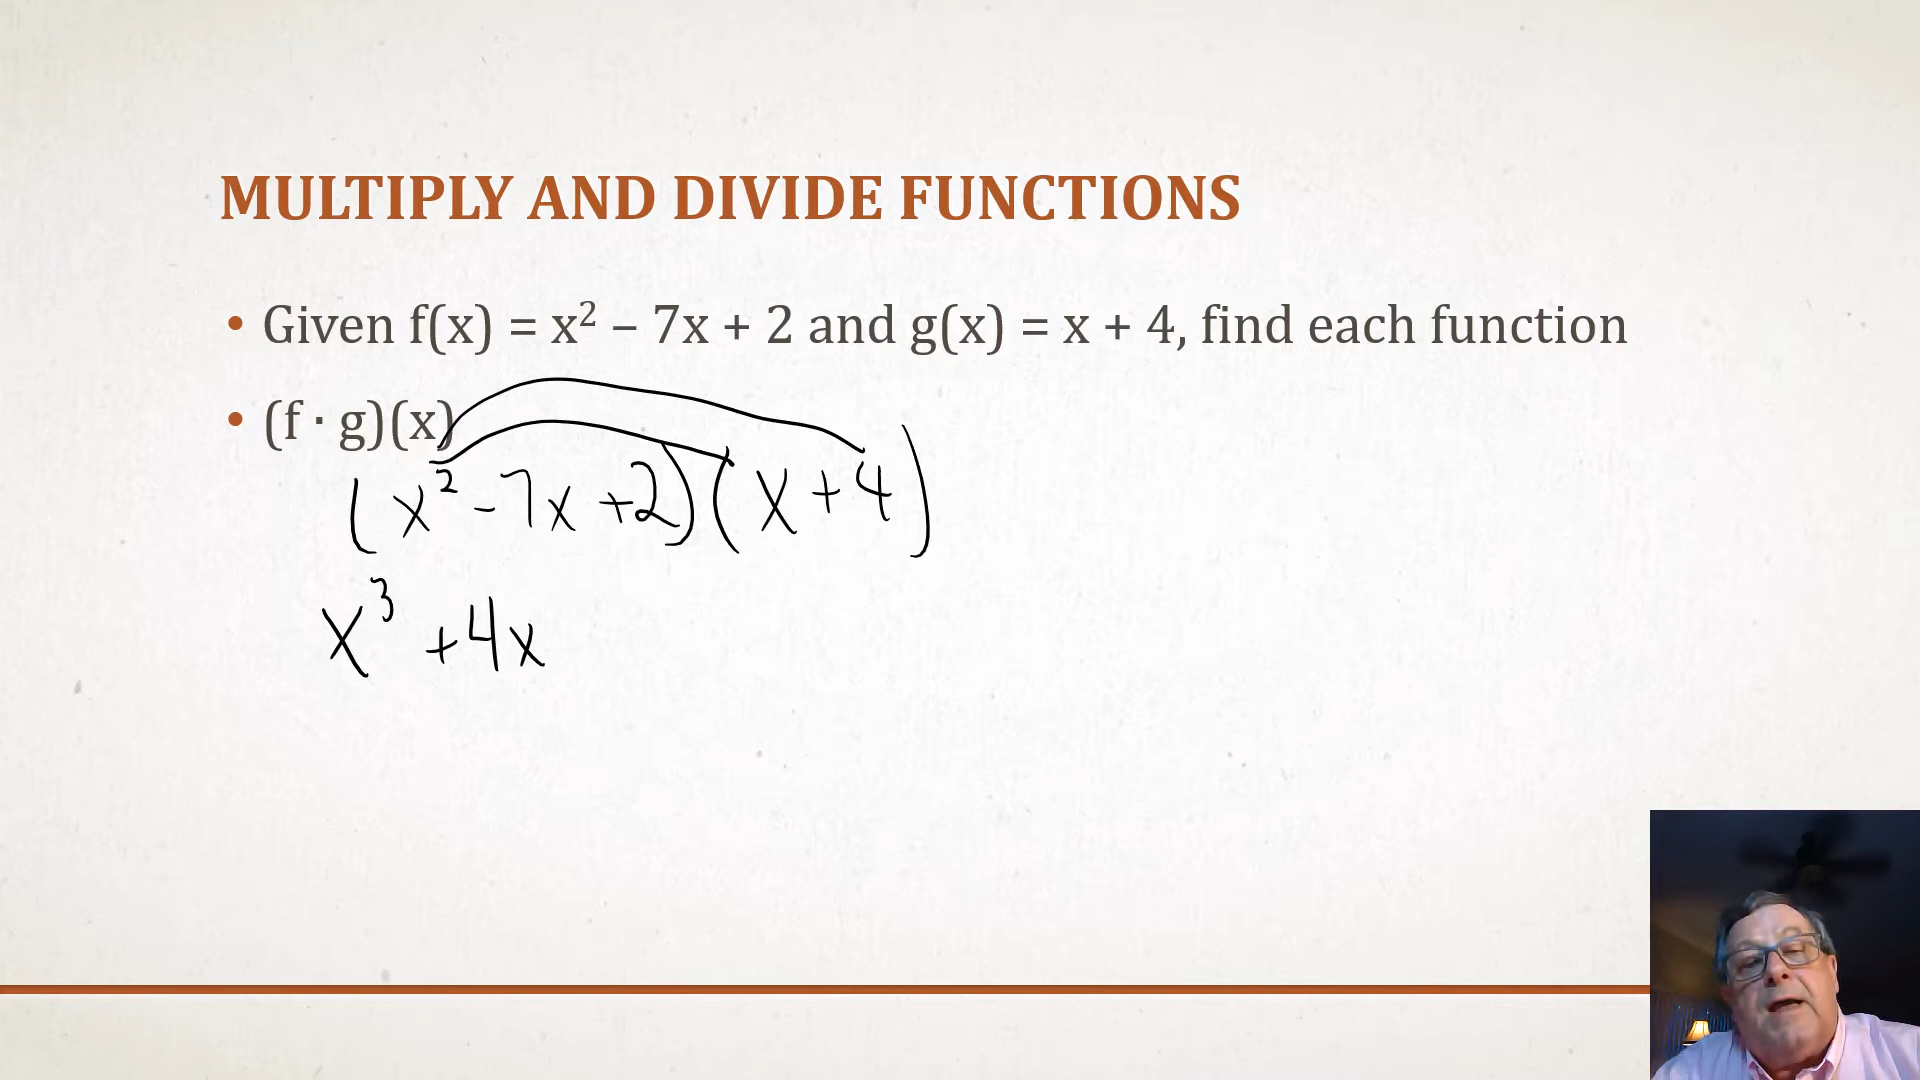 MULTIPLY AND DIVIDE FUNCTIONS
• Given f(x) = x² – 7x + 2 and g(x) = x + 4, find each function
• (f · g)(x)
(x² - 7x + 2)(x + 4)
x³ + 4x